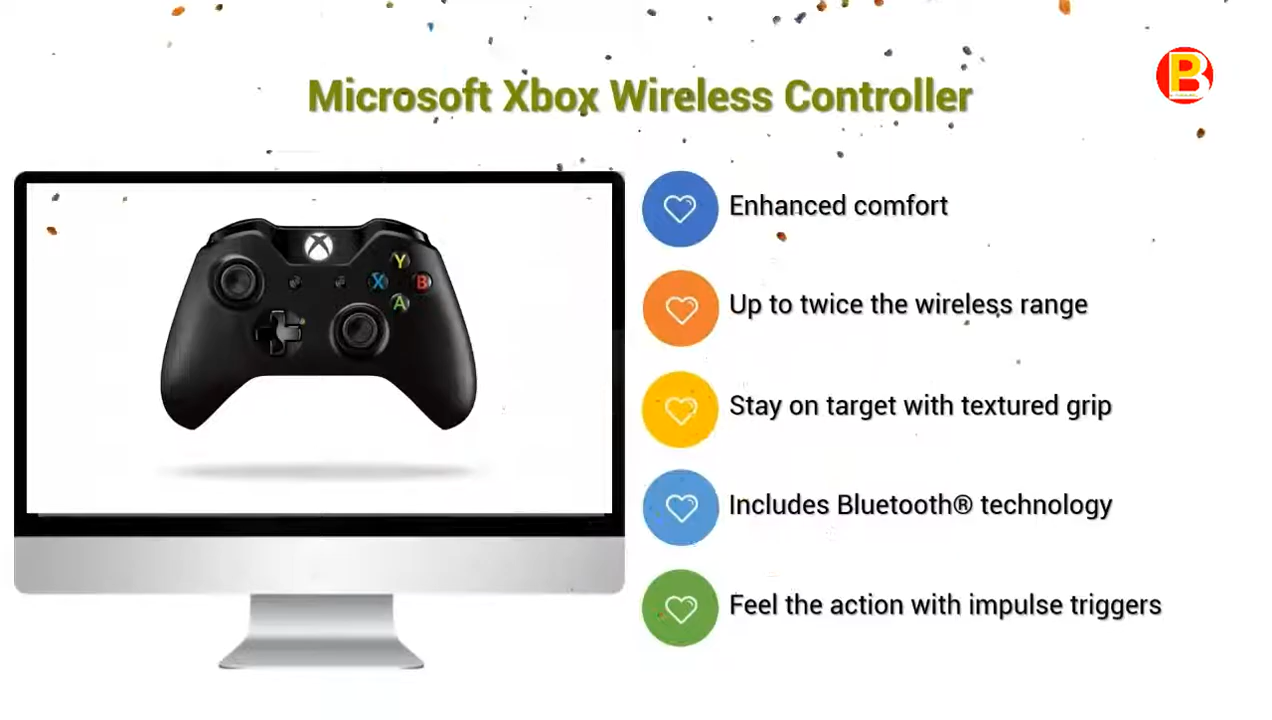 Microsoft Xbox Wireless Controller
PB
Enhanced comfort
Up to twice the wireless range
Stay on target with textured grip
Includes Bluetooth® technology
Feel the action with impulse triggers
Y
X
B
A